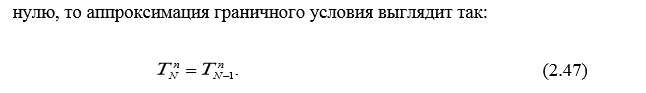 нулю, то аппроксимация граничного условия выглядит так:
T_N^n = T_{N-1}^n. (2.47)